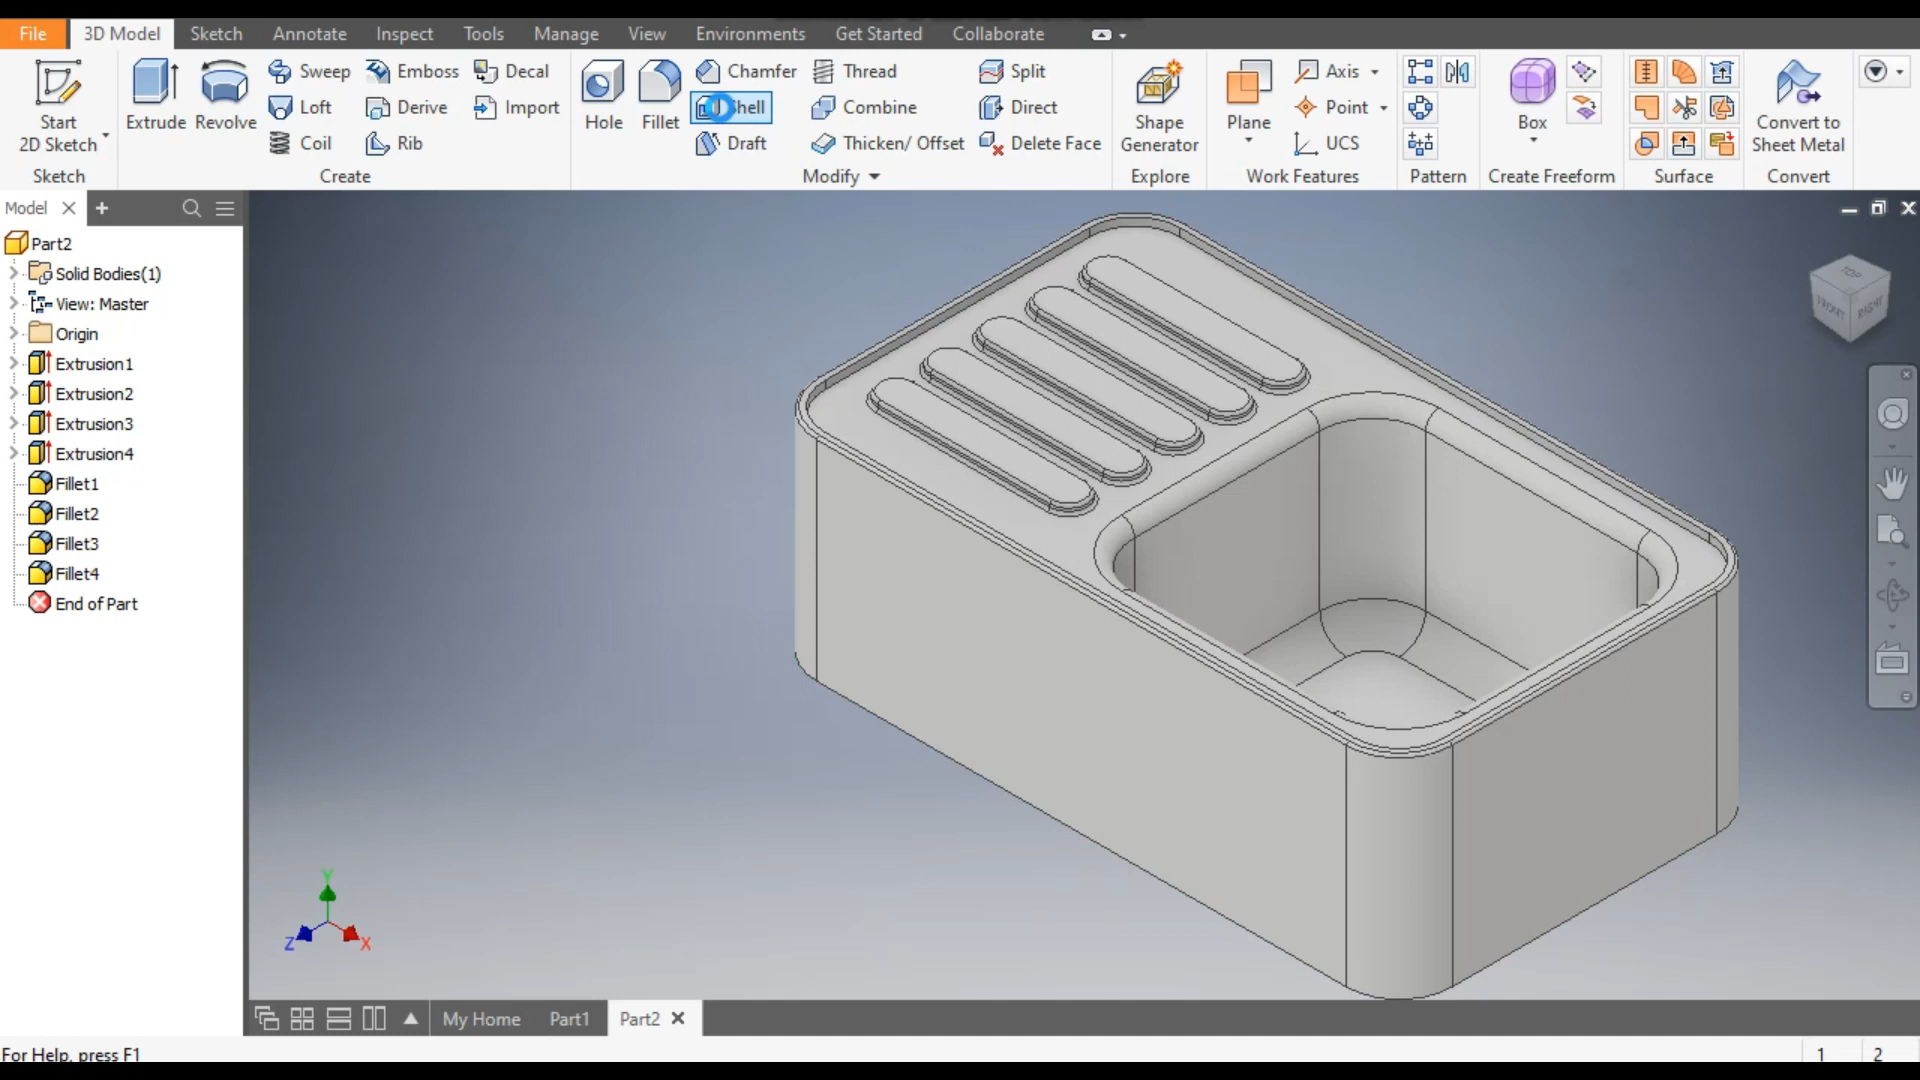 File 3D Model Sketch Annotate Inspect Tools Manage View Environments Get Started Collaborate
Start
2D Sketch
Extrude
Revolve
Sweep Emboss Decal
Loft Derive Import
Coil Rib
Hole
Fillet
Chamfer Thread Split
Shell Combine Direct
Draft Thicken/ Offset Delete Face
Shape
Generator
Plane
Axis
Point
UCS
Box
Convert to
Sheet Metal
Sketch Create Modify Explore Work Features Pattern Create Freeform Surface Convert
Model
Part2
Solid Bodies(1)
View: Master
Origin
Extrusion1
Extrusion2
Extrusion3
Extrusion4
Fillet1
Fillet2
Fillet3
Fillet4
End of Part
TOP
FRONT RIGHT
Y
Z X
My Home Part1 Part2
For Help, press F1 1 2